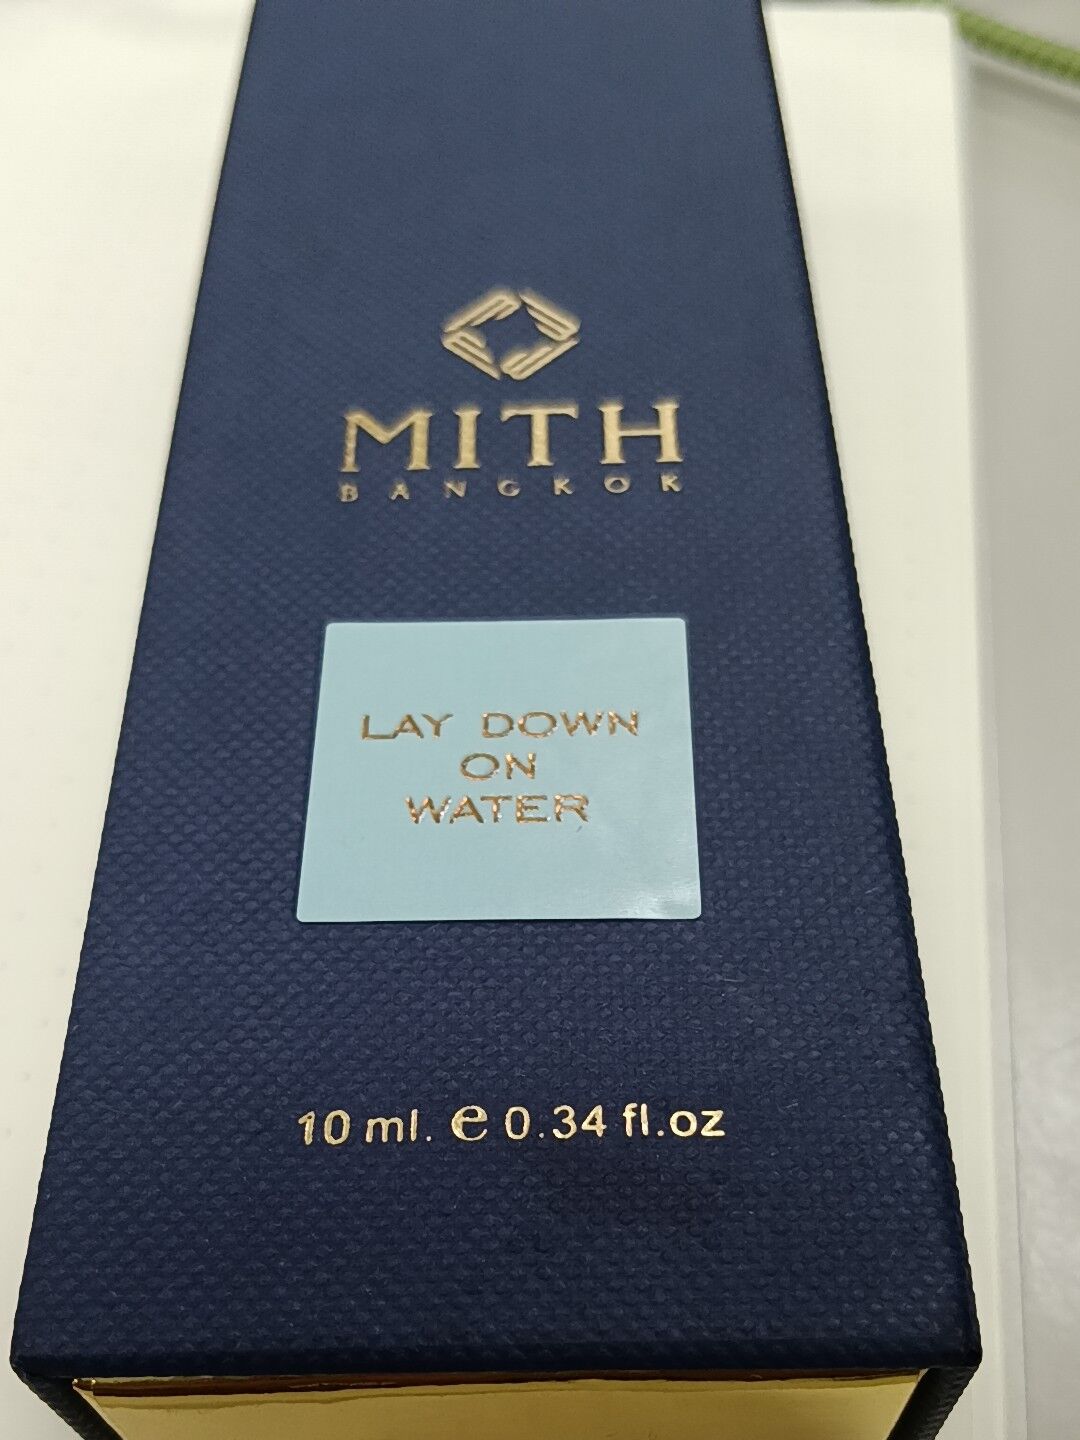 MITH
BANGKOK
LAY DOWN
ON
WATER
10 ml. e 0.34 fl.oz